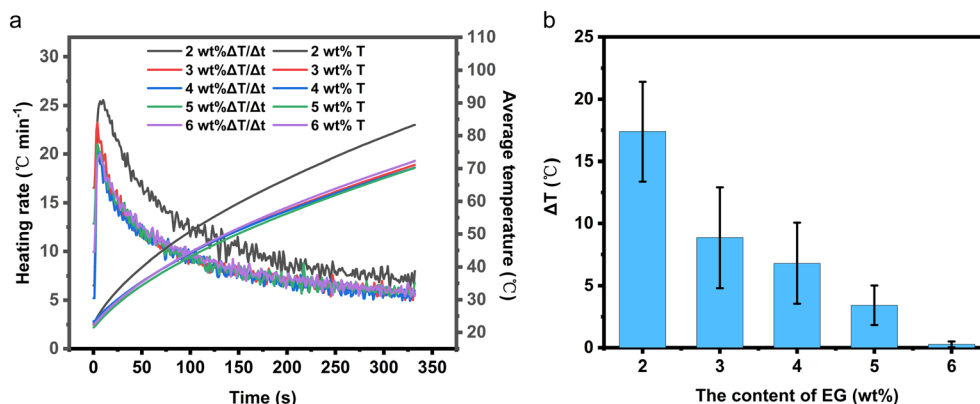 a
Heating rate (℃ min⁻¹)
30
25
20
15
10
5
0
2 wt%ΔT/Δt 2 wt% T
3 wt%ΔT/Δt 3 wt% T
4 wt%ΔT/Δt 4 wt% T
5 wt%ΔT/Δt 5 wt% T
6 wt%ΔT/Δt 6 wt% T
110
100
90
80
70
60
50
40
30
20
Average temperature (℃)
0 50 100 150 200 250 300 350
Time (s)
b
ΔT (℃)
25
20
15
10
5
0
2 3 4 5 6
The content of EG (wt%)